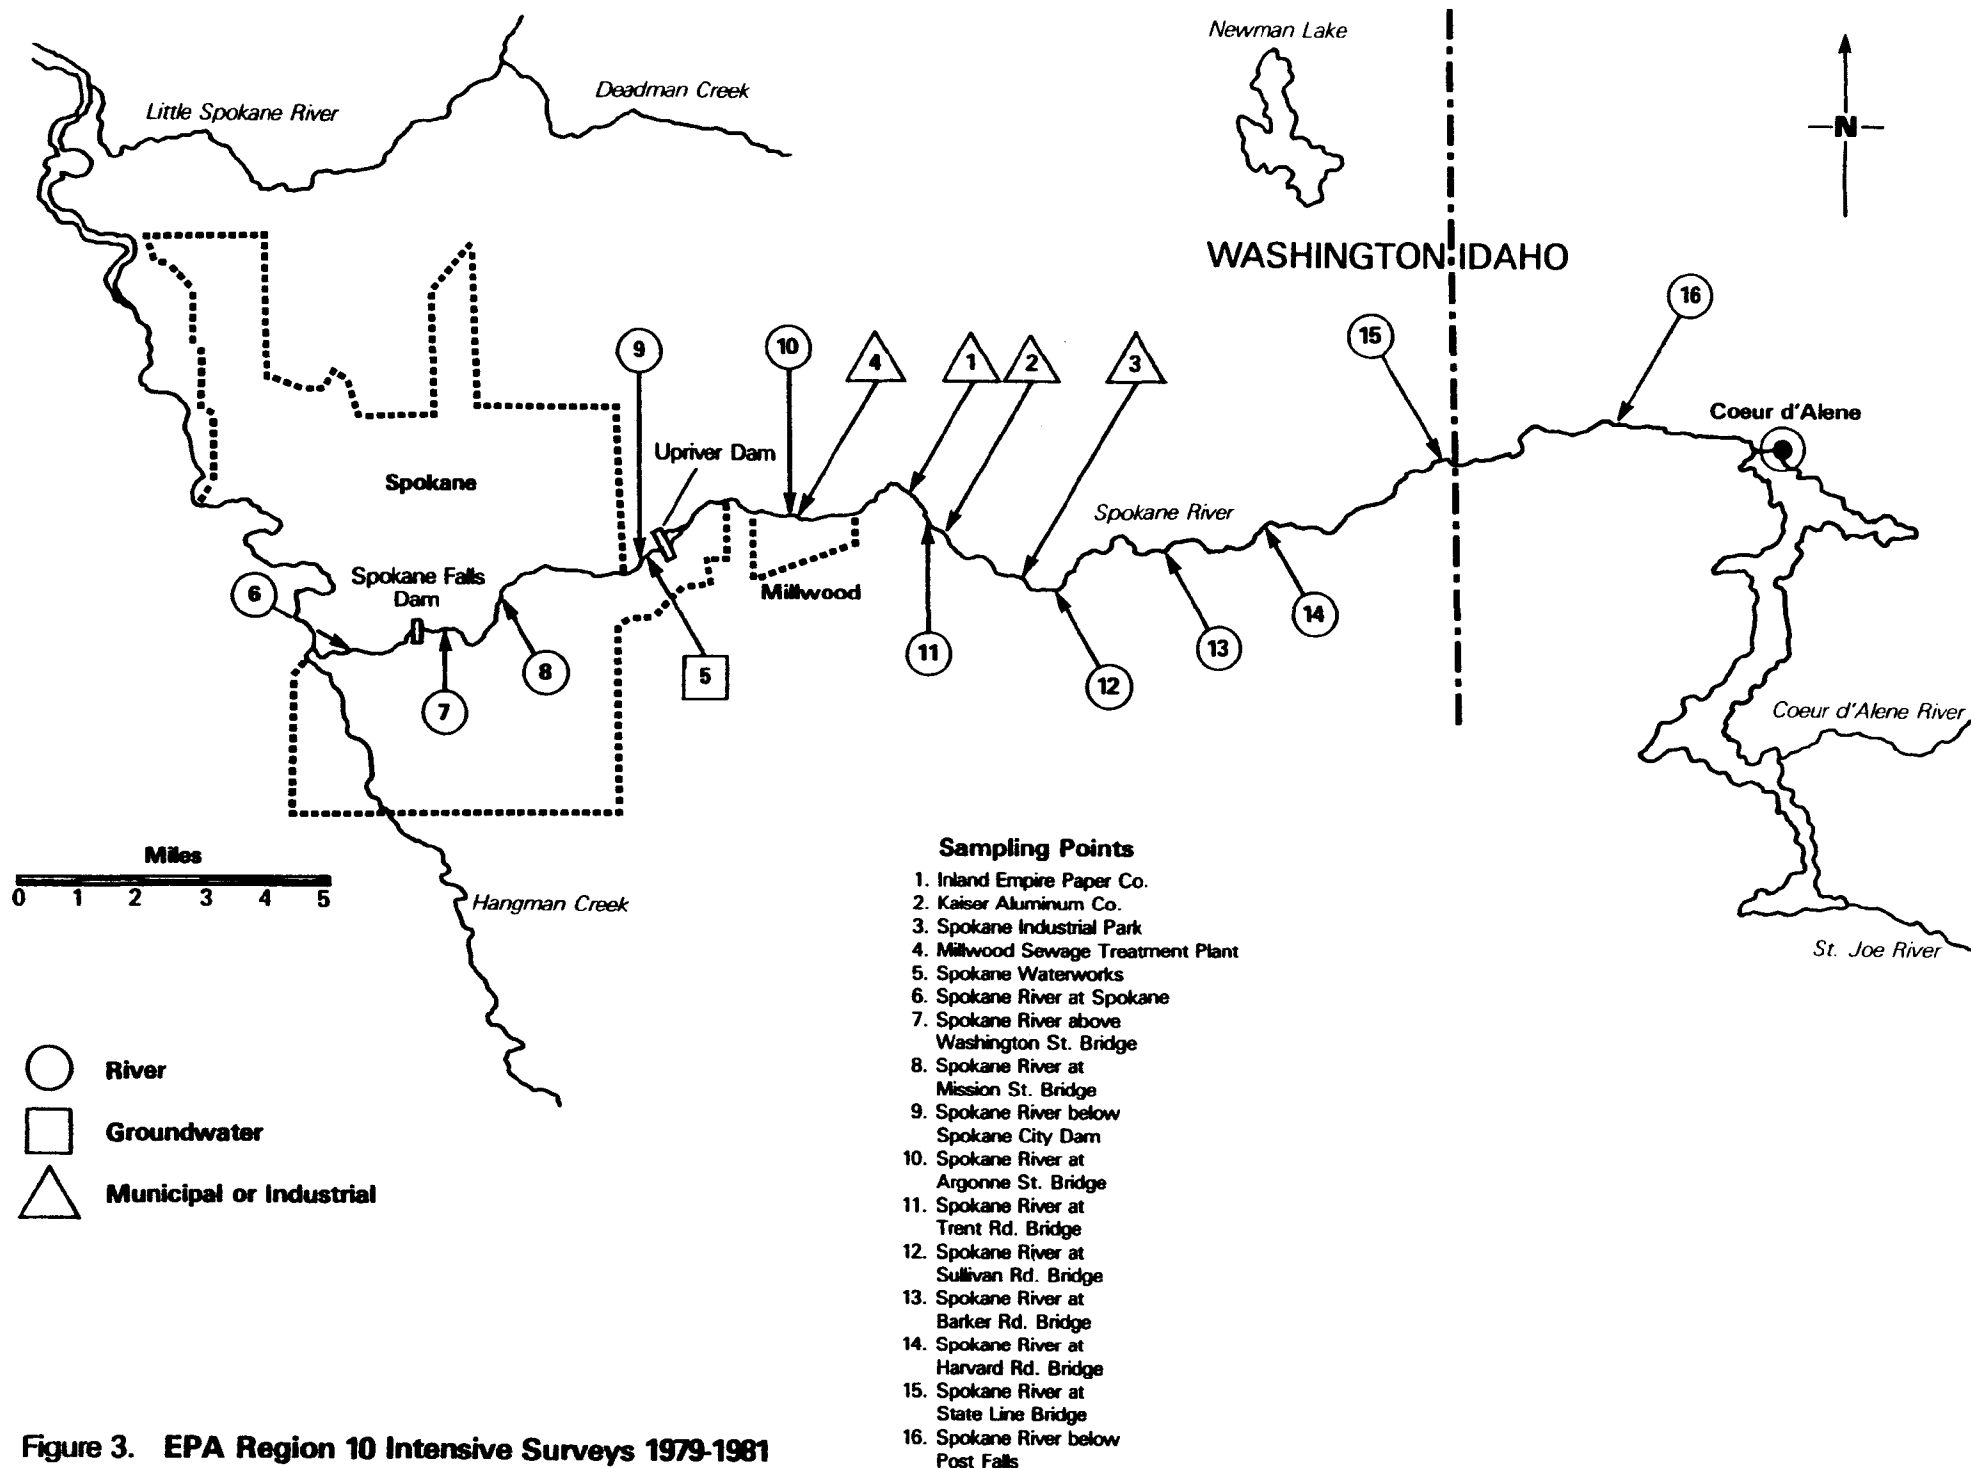 Newman Lake
Little Spokane River
Deadman Creek
N
WASHINGTON IDAHO
16
15
9
10
4
1
2
3
Coeur d'Alene
Upriver Dam
Spokane
Spokane River
Spokane Falls
Dam
6
Millwood
14
13
11
12
8
5
7
Coeur d'Alene River
Miles
0 1 2 3 4 5
Hangman Creek
St. Joe River
Sampling Points
1. Inland Empire Paper Co.
2. Kaiser Aluminum Co.
3. Spokane Industrial Park
4. Millwood Sewage Treatment Plant
5. Spokane Waterworks
6. Spokane River at Spokane
7. Spokane River above
Washington St. Bridge
8. Spokane River at
Mission St. Bridge
9. Spokane River below
Spokane City Dam
10. Spokane River at
Argonne St. Bridge
11. Spokane River at
Trent Rd. Bridge
12. Spokane River at
Sullivan Rd. Bridge
13. Spokane River at
Barker Rd. Bridge
14. Spokane River at
Harvard Rd. Bridge
15. Spokane River at
State Line Bridge
16. Spokane River below
Post Falls
River
Groundwater
Municipal or Industrial
Figure 3. EPA Region 10 Intensive Surveys 1979-1981